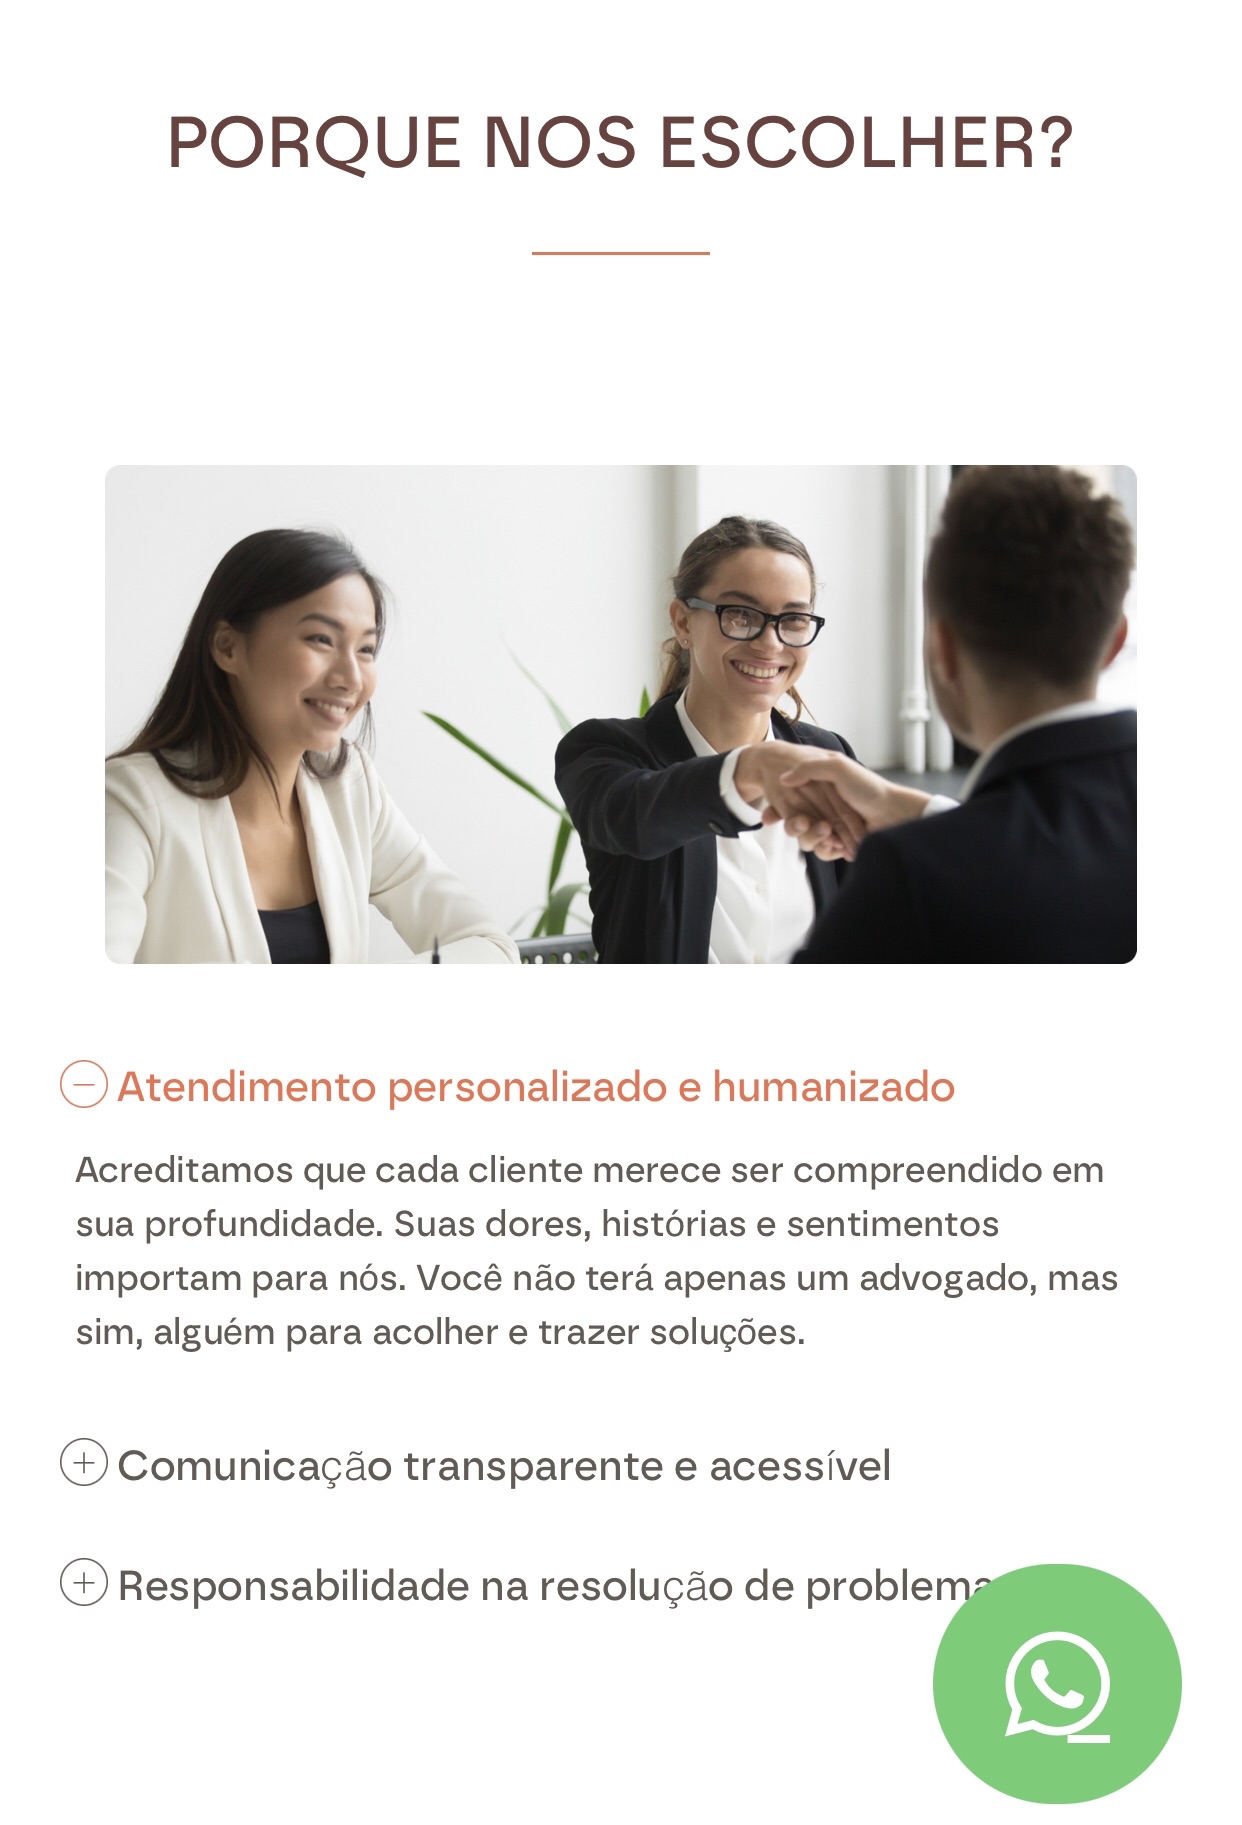 PORQUE NOS ESCOLHER?
Atendimento personalizado e humanizado
Acreditamos que cada cliente merece ser compreendido em
sua profundidade. Suas dores, histórias e sentimentos
importam para nós. Você não terá apenas um advogado, mas
sim, alguém para acolher e trazer soluções.
Comunicação transparente e acessível
Responsabilidade na resolução de